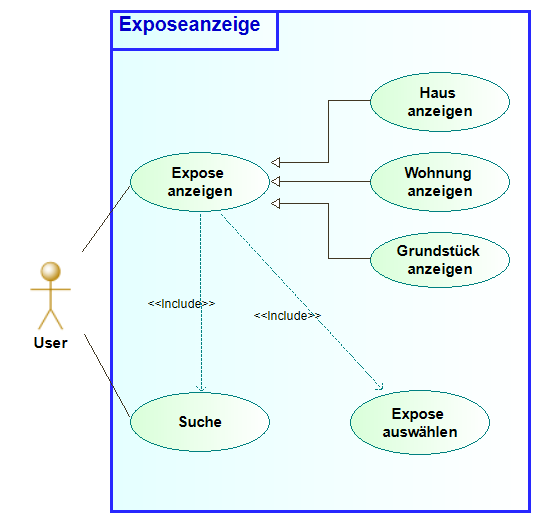 Exposeanzeige
Haus
anzeigen
Expose
anzeigen
Wohnung
anzeigen
Grundstück
anzeigen
<<Include>>
<<Include>>
User
Suche
Expose
auswählen